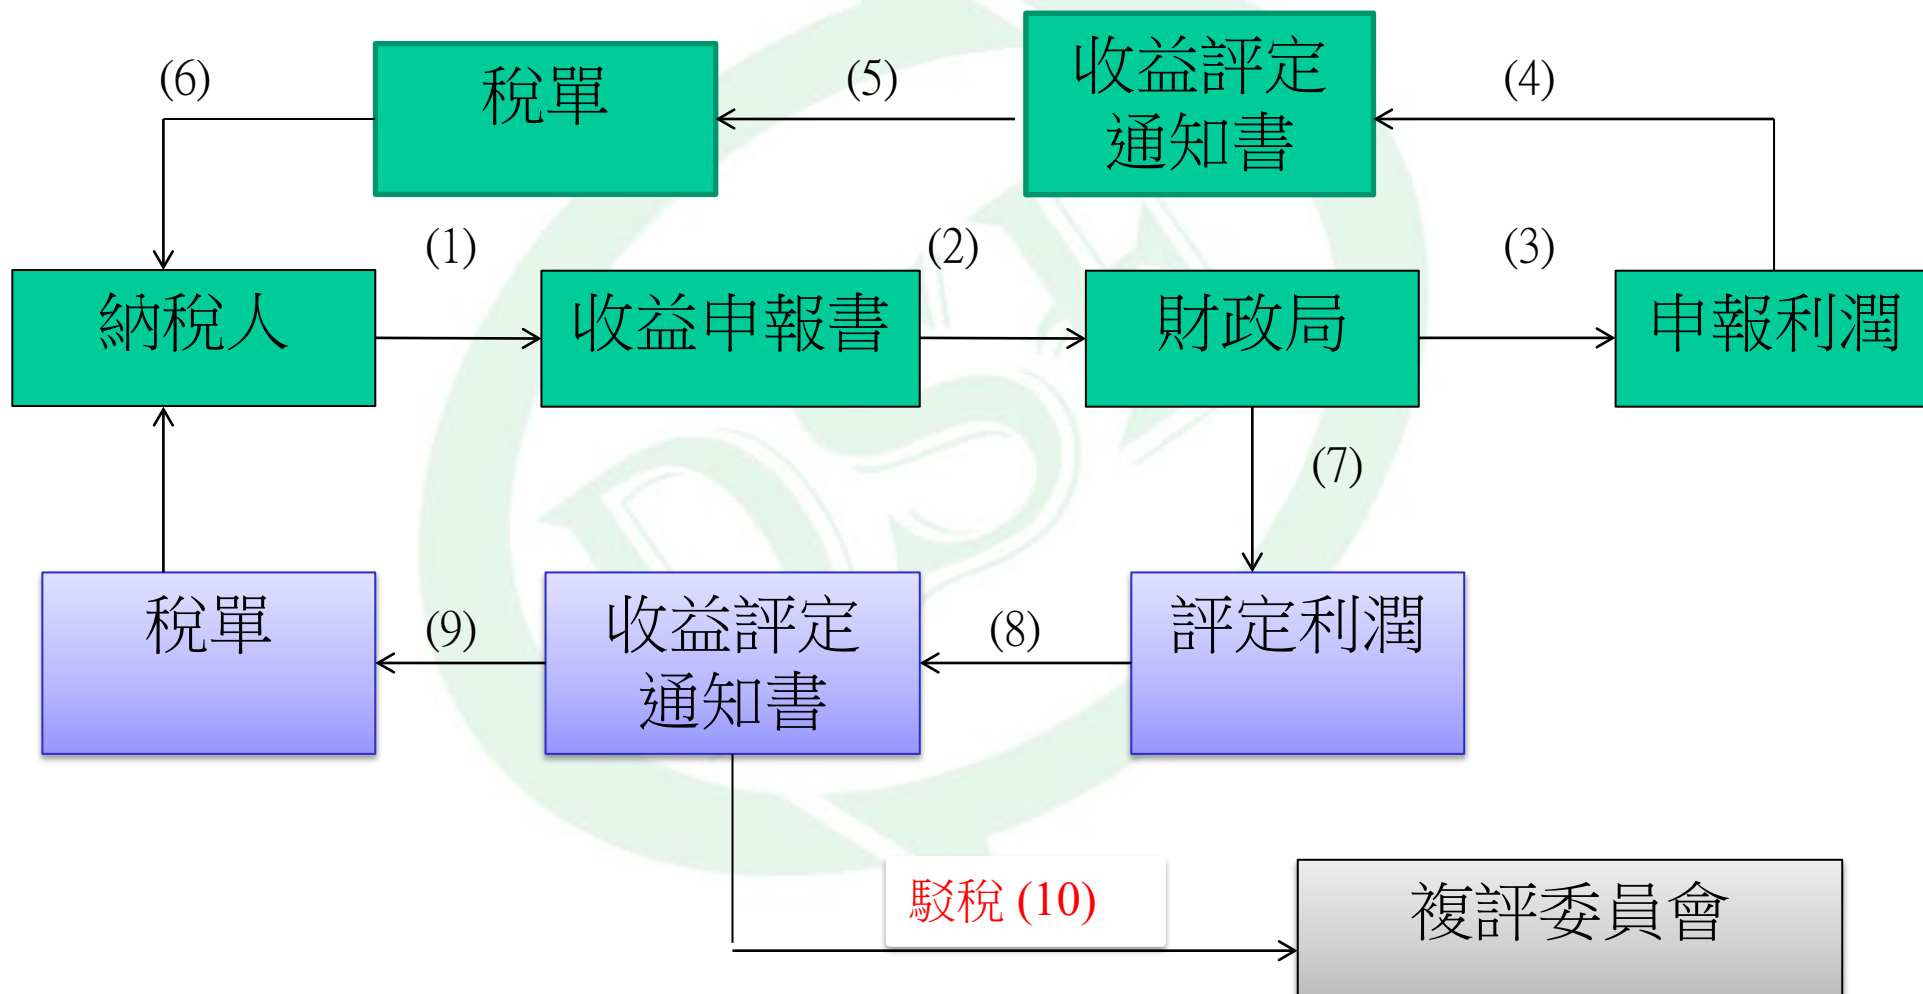 (6)
稅單
(5)
收益評定
通知書
(4)
(1)
(2)
(3)
納稅人
收益申報書
財政局
申報利潤
(7)
稅單
(9)
收益評定
通知書
(8)
評定利潤
駁稅 (10)
複評委員會
DSF